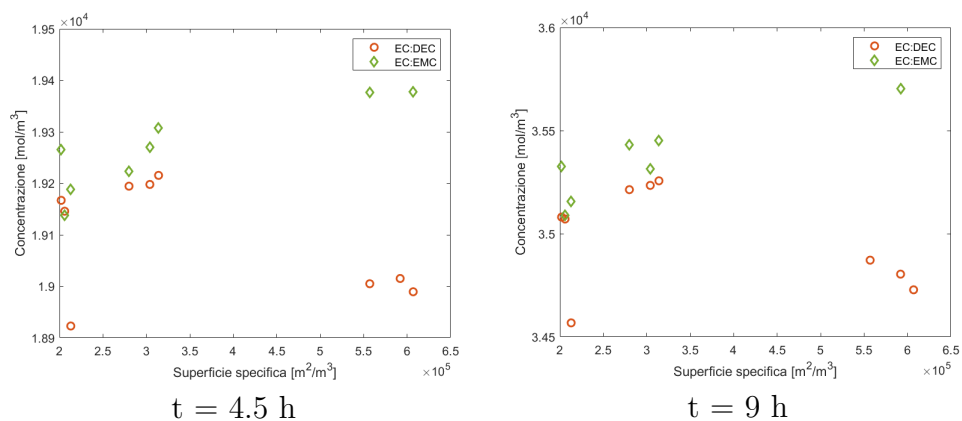 ×10⁴
1.95
1.94
1.93
1.92
1.91
1.9
1.89
Concentrazione [mol/m³]
EC:DEC
EC:EMC
2 2.5 3 3.5 4 4.5 5 5.5 6 6.5
Superficie specifica [m²/m³]
×10⁵
t = 4.5 h
×10⁴
3.6
3.55
3.5
3.45
Concentrazione [mol/m³]
EC:DEC
EC:EMC
2 2.5 3 3.5 4 4.5 5 5.5 6 6.5
Superficie specifica [m²/m³]
×10⁵
t = 9 h